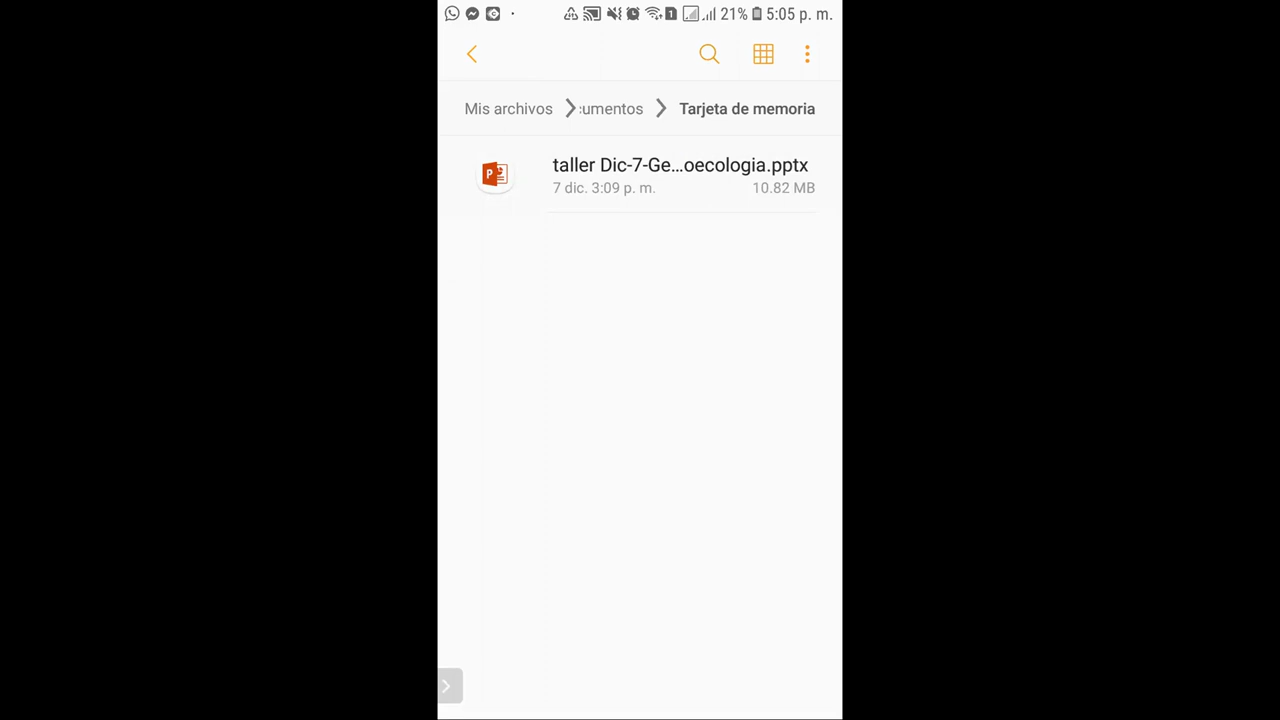 1 21% 5:05 p. m.
Mis archivos :umentos Tarjeta de memoria
P taller Dic-7-Ge...oecologia.pptx
7 dic. 3:09 p. m. 10.82 MB